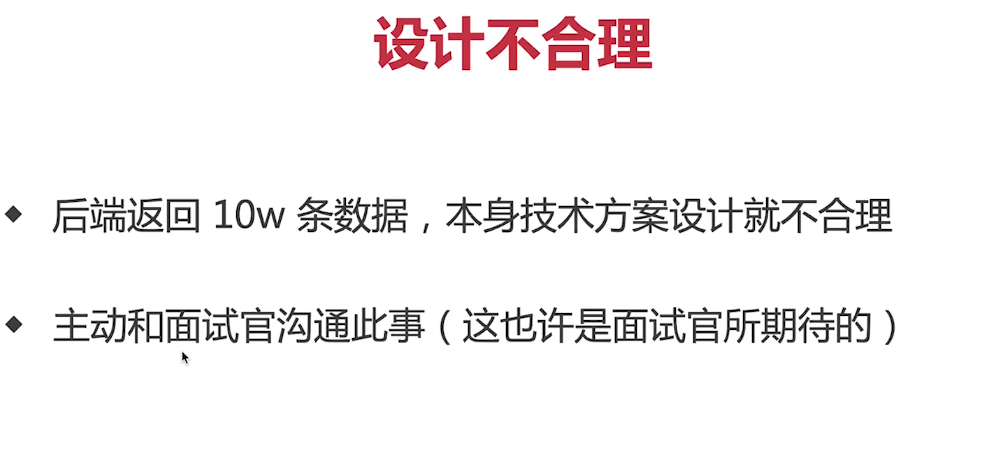 设计不合理
◆ 后端返回 10w 条数据，本身技术方案设计就不合理
◆ 主动和面试官沟通此事（这也许是面试官所期待的）